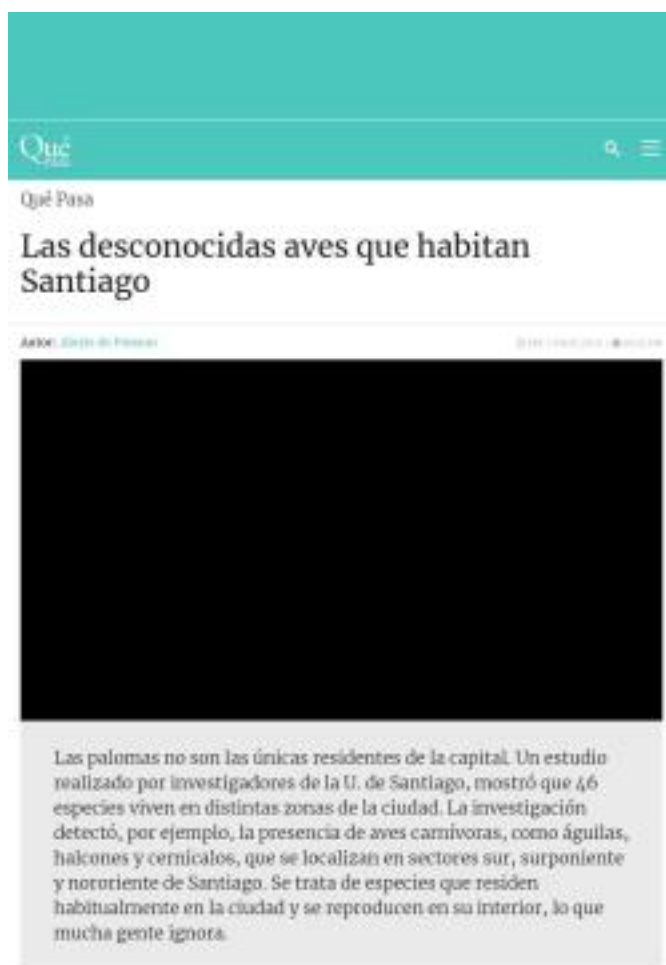 Qué
Qué Pasa
Las desconocidas aves que habitan
Santiago
Autor:
Las palomas no son las únicas residentes de la capital. Un estudio
realizado por investigadores de la U. de Santiago, mostró que 46
especies viven en distintas zonas de la ciudad. La investigación
detectó, por ejemplo, la presencia de aves carnívoras, como águilas,
halcones y cernícalos, que se localizan en sectores sur, surponiente
y nororiente de Santiago. Se trata de especies que residen
habitualmente en la ciudad y se reproducen en su interior, lo que
mucha gente ignora.